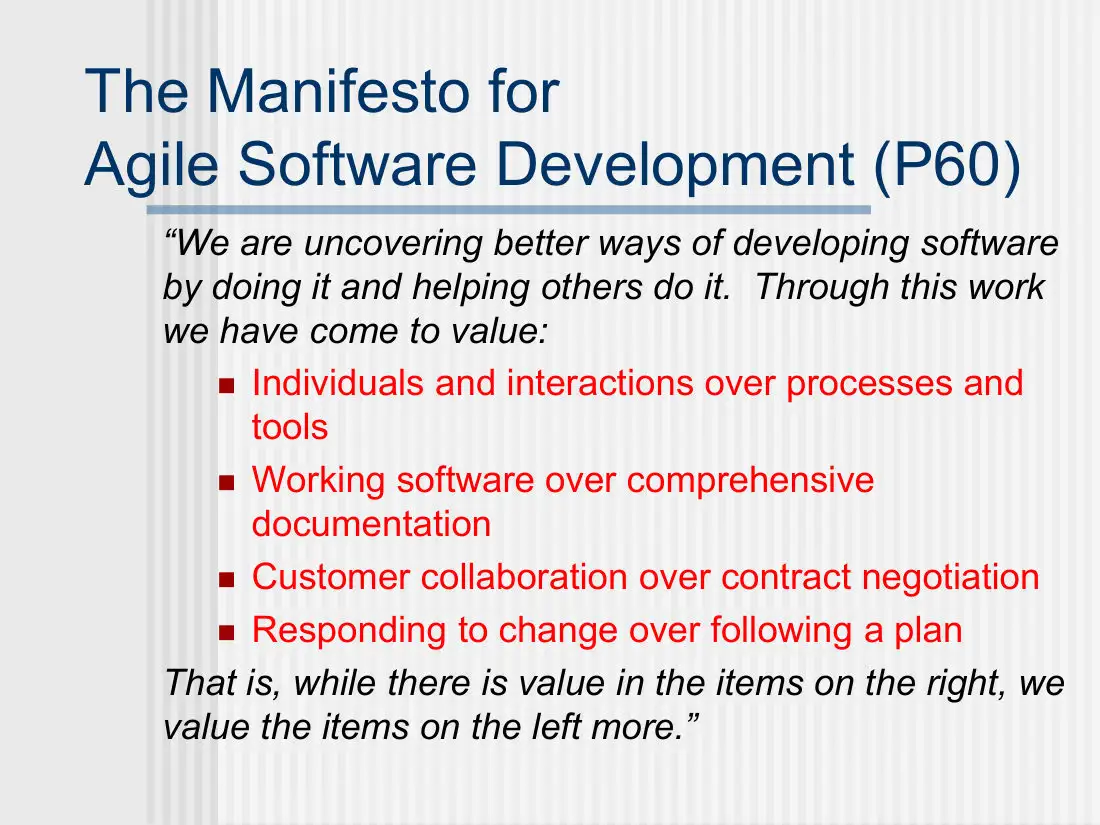 The Manifesto for
Agile Software Development (P60)
“We are uncovering better ways of developing software
by doing it and helping others do it.  Through this work
we have come to value:
Individuals and interactions over processes and
tools
Working software over comprehensive
documentation
Customer collaboration over contract negotiation
Responding to change over following a plan
That is, while there is value in the items on the right, we
value the items on the left more.”